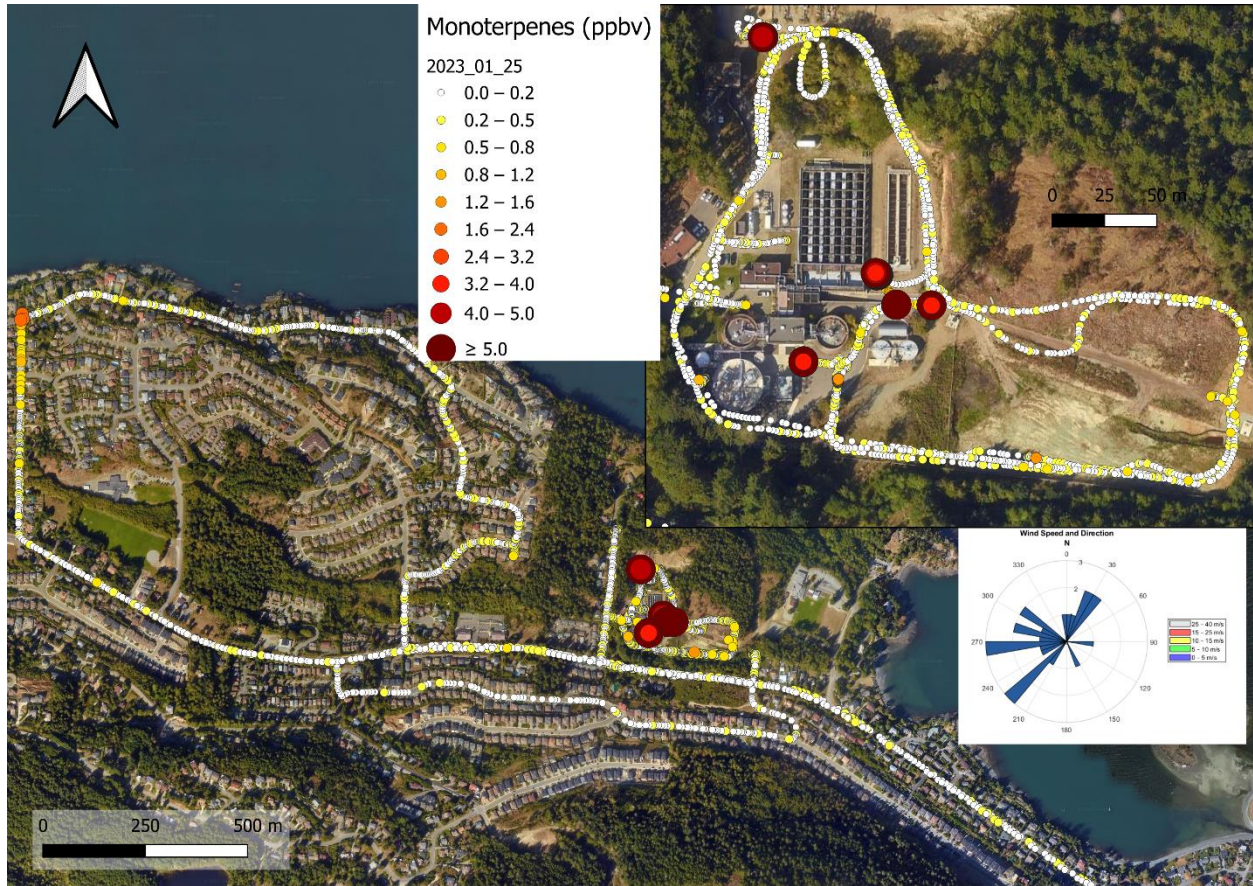 Monoterpenes (ppbv)
2023_01_25
0.0 – 0.2
0.2 – 0.5
0.5 – 0.8
0.8 – 1.2
1.2 – 1.6
1.6 – 2.4
2.4 – 3.2
3.2 – 4.0
4.0 – 5.0
≥ 5.0
0 25 50 m
Wind Speed and Direction
N
0
330 3 30
2
300 60
270 90
240 120
210 150
180
25 - 40 m/s
15 - 25 m/s
10 - 15 m/s
5 - 10 m/s
0 - 5 m/s
0 250 500 m